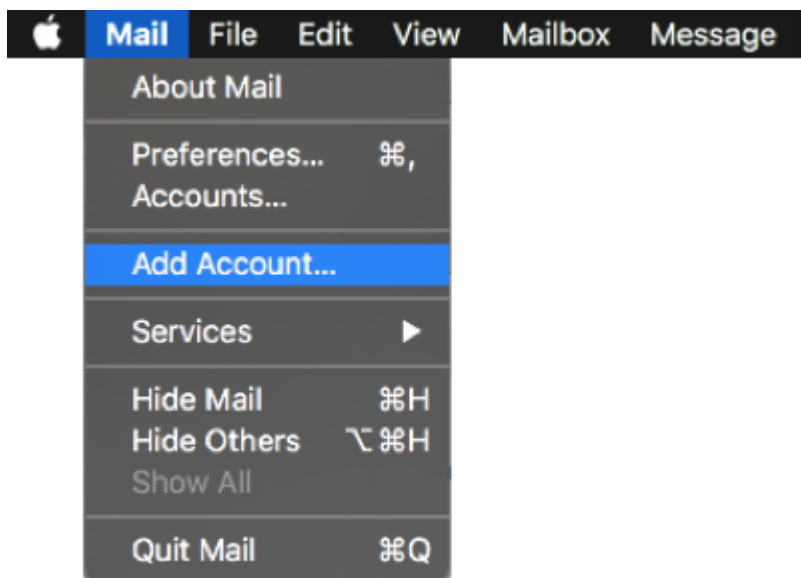 Mail File Edit View Mailbox Message
About Mail
Preferences... ⌘,
Accounts...
Add Account...
Services ▶
Hide Mail ⌘H
Hide Others ⌥⌘H
Show All
Quit Mail ⌘Q